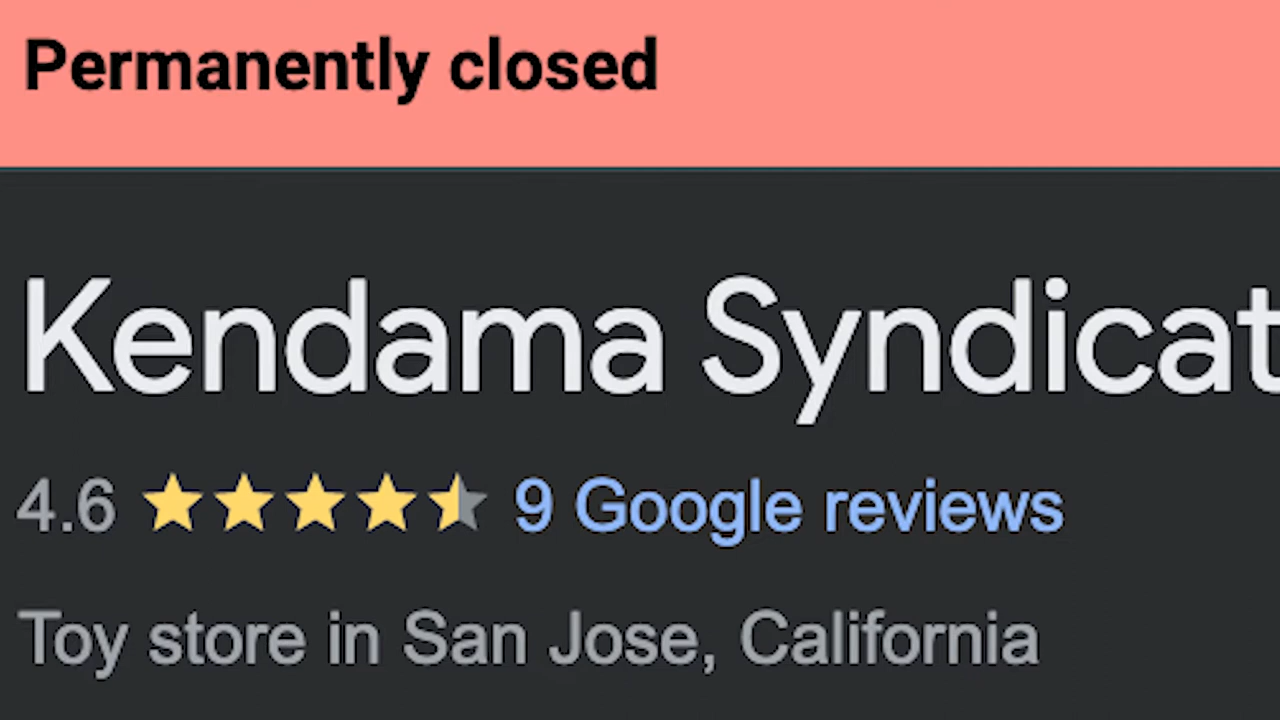 Permanently closed
Kendama Syndicat
4.6 9 Google reviews
Toy store in San Jose, California